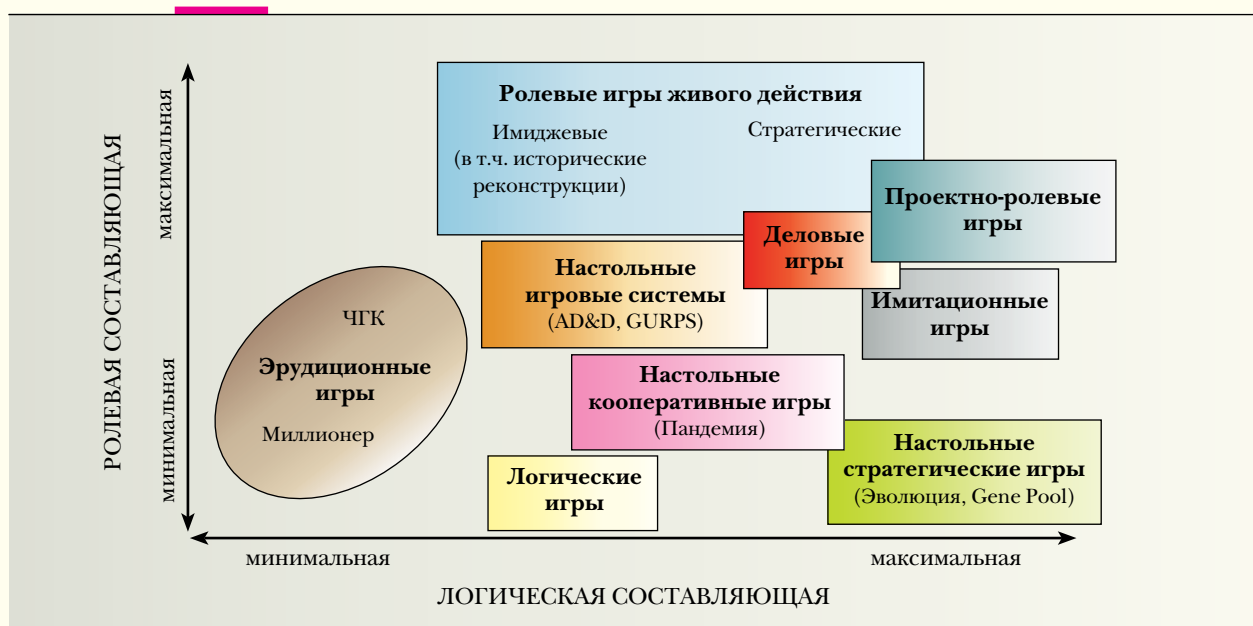 РОЛЕВАЯ СОСТАВЛЯЮЩАЯ
максимальная
минимальная
Ролевые игры живого действия
Имиджевые
(в т.ч. исторические
реконструкции)
Стратегические
Проектно-ролевые
игры
Деловые
игры
Настольные
игровые системы
(AD&D, GURPS)
Имитационные
игры
ЧГК
Эрудиционные
игры
Миллионер
Настольные
кооперативные игры
(Пандемия)
Логические
игры
Настольные
стратегические игры
(Эволюция, Gene Pool)
минимальная
максимальная
ЛОГИЧЕСКАЯ СОСТАВЛЯЮЩАЯ